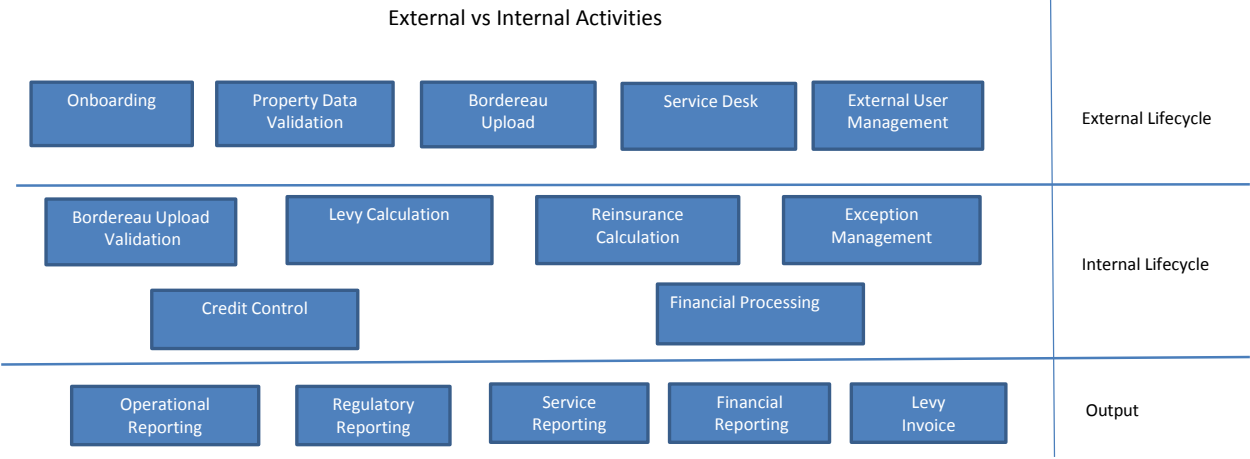 External vs Internal Activities
Onboarding
Property Data
Validation
Bordereau
Upload
Service Desk
External User
Management
External Lifecycle
Bordereau Upload
Validation
Levy Calculation
Reinsurance
Calculation
Exception
Management
Internal Lifecycle
Credit Control
Financial Processing
Operational
Reporting
Regulatory
Reporting
Service
Reporting
Financial
Reporting
Levy
Invoice
Output